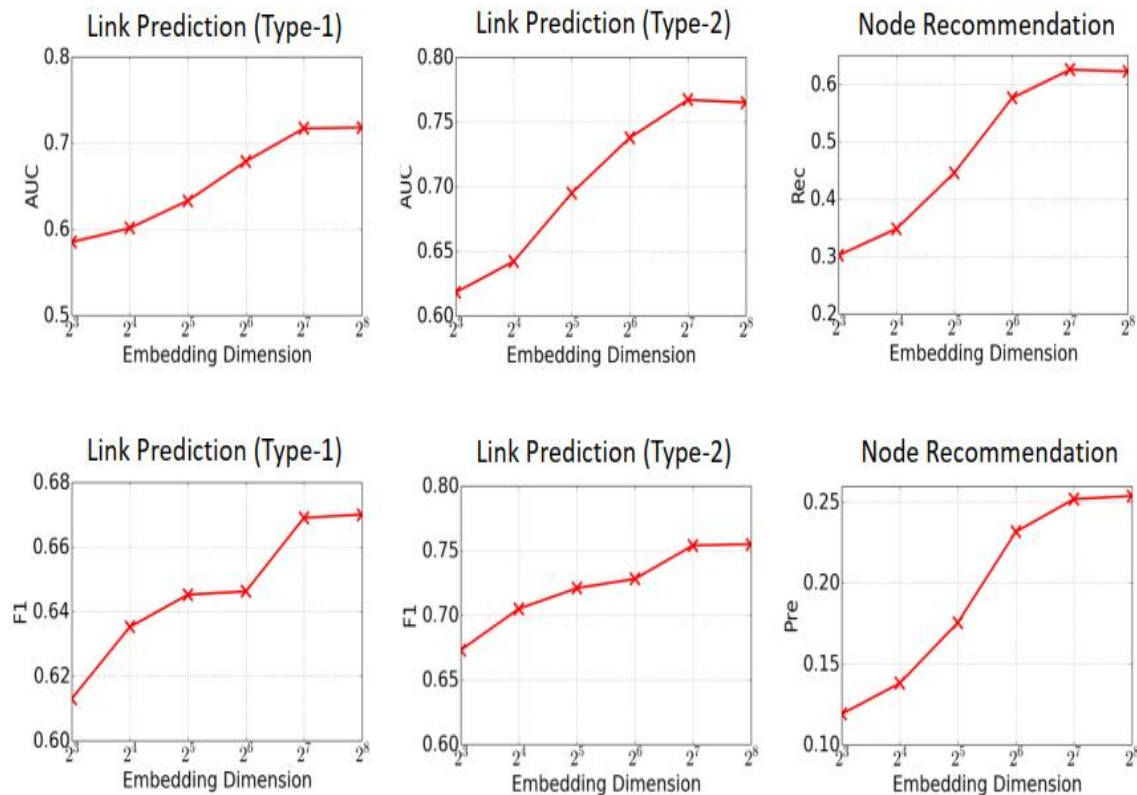 Link Prediction (Type-1)
Link Prediction (Type-2)
Node Recommendation
0.8
0.7
0.6
0.5
AUC
2^3 2^4 2^5 2^6 2^7 2^8
Embedding Dimension
0.75
0.70
0.65
0.60
AUC
2^3 2^4 2^5 2^6 2^7 2^8
Embedding Dimension
0.6
0.5
0.4
0.3
0.2
Rec
2^3 2^4 2^5 2^6 2^7 2^8
Embedding Dimension
Link Prediction (Type-1)
Link Prediction (Type-2)
Node Recommendation
0.68
0.66
0.64
0.62
0.60
F1
2^3 2^4 2^5 2^6 2^7 2^8
Embedding Dimension
0.80
0.75
0.70
0.65
0.60
F1
2^3 2^4 2^5 2^6 2^7 2^8
Embedding Dimension
0.25
0.20
0.15
0.10
Pre
2^3 2^4 2^5 2^6 2^7 2^8
Embedding Dimension